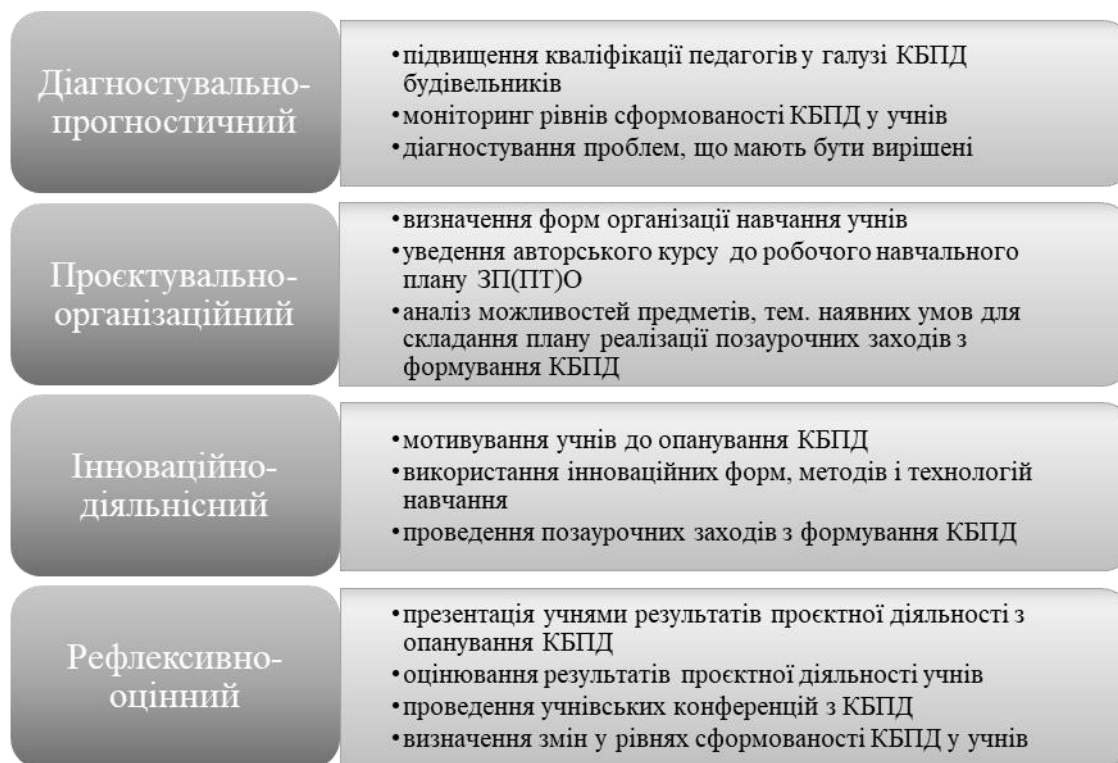 Діагностувально-
прогностичний
•підвищення кваліфікації педагогів у галузі КБПД
будівельників
•моніторинг рівнів сформованості КБПД у учнів
•діагностування проблем, що мають бути вирішені
Проєктувально-
організаційний
•визначення форм організації навчання учнів
•уведення авторського курсу до робочого навчального
плану ЗП(ПТ)О
•аналіз можливостей предметів, тем. наявних умов для
складання плану реалізації позаурочних заходів з
формування КБПД
Інноваційно-
діяльнісний
•мотивування учнів до опанування КБПД
•використання інноваційних форм, методів і технологій
навчання
•проведення позаурочних заходів з формування КБПД
Рефлексивно-
оцінний
•презентація учнями результатів проєктної діяльності з
опанування КБПД
•оцінювання результатів проєктної діяльності учнів
•проведення учнівських конференцій з КБПД
•визначення змін у рівнях сформованості КБПД у учнів